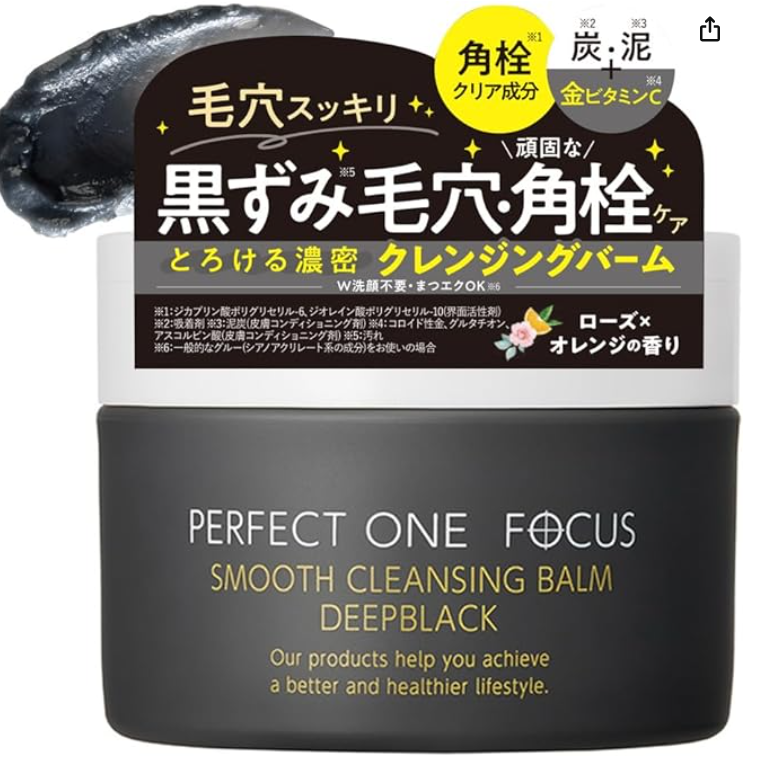 角栓※1
クリア成分
※2 ※3
炭・泥
+
※4
金ビタミンC
毛穴スッキリ
\頑固な/
黒ずみ※5毛穴・角栓ケア
とろける濃密 クレンジングバーム
W洗顔不要・まつエクOK※6
※1:ジカプリン酸ポリグリセリル-6、ジオレイン酸ポリグリセリル-10(界面活性剤)
※2:吸着剤 ※3:泥炭(皮膚コンディショニング剤) ※4:コロイド性金、グルタチオン、
アスコルビン酸(皮膚コンディショニング剤) ※5:汚れ
※6:一般的なグルー(シアノアクリレート系の成分)をお使いの場合
ローズ×
オレンジの香り
PERFECT ONE FOCUS
SMOOTH CLEANSING BALM
DEEPBLACK
Our products help you achieve
a better and healthier lifestyle.